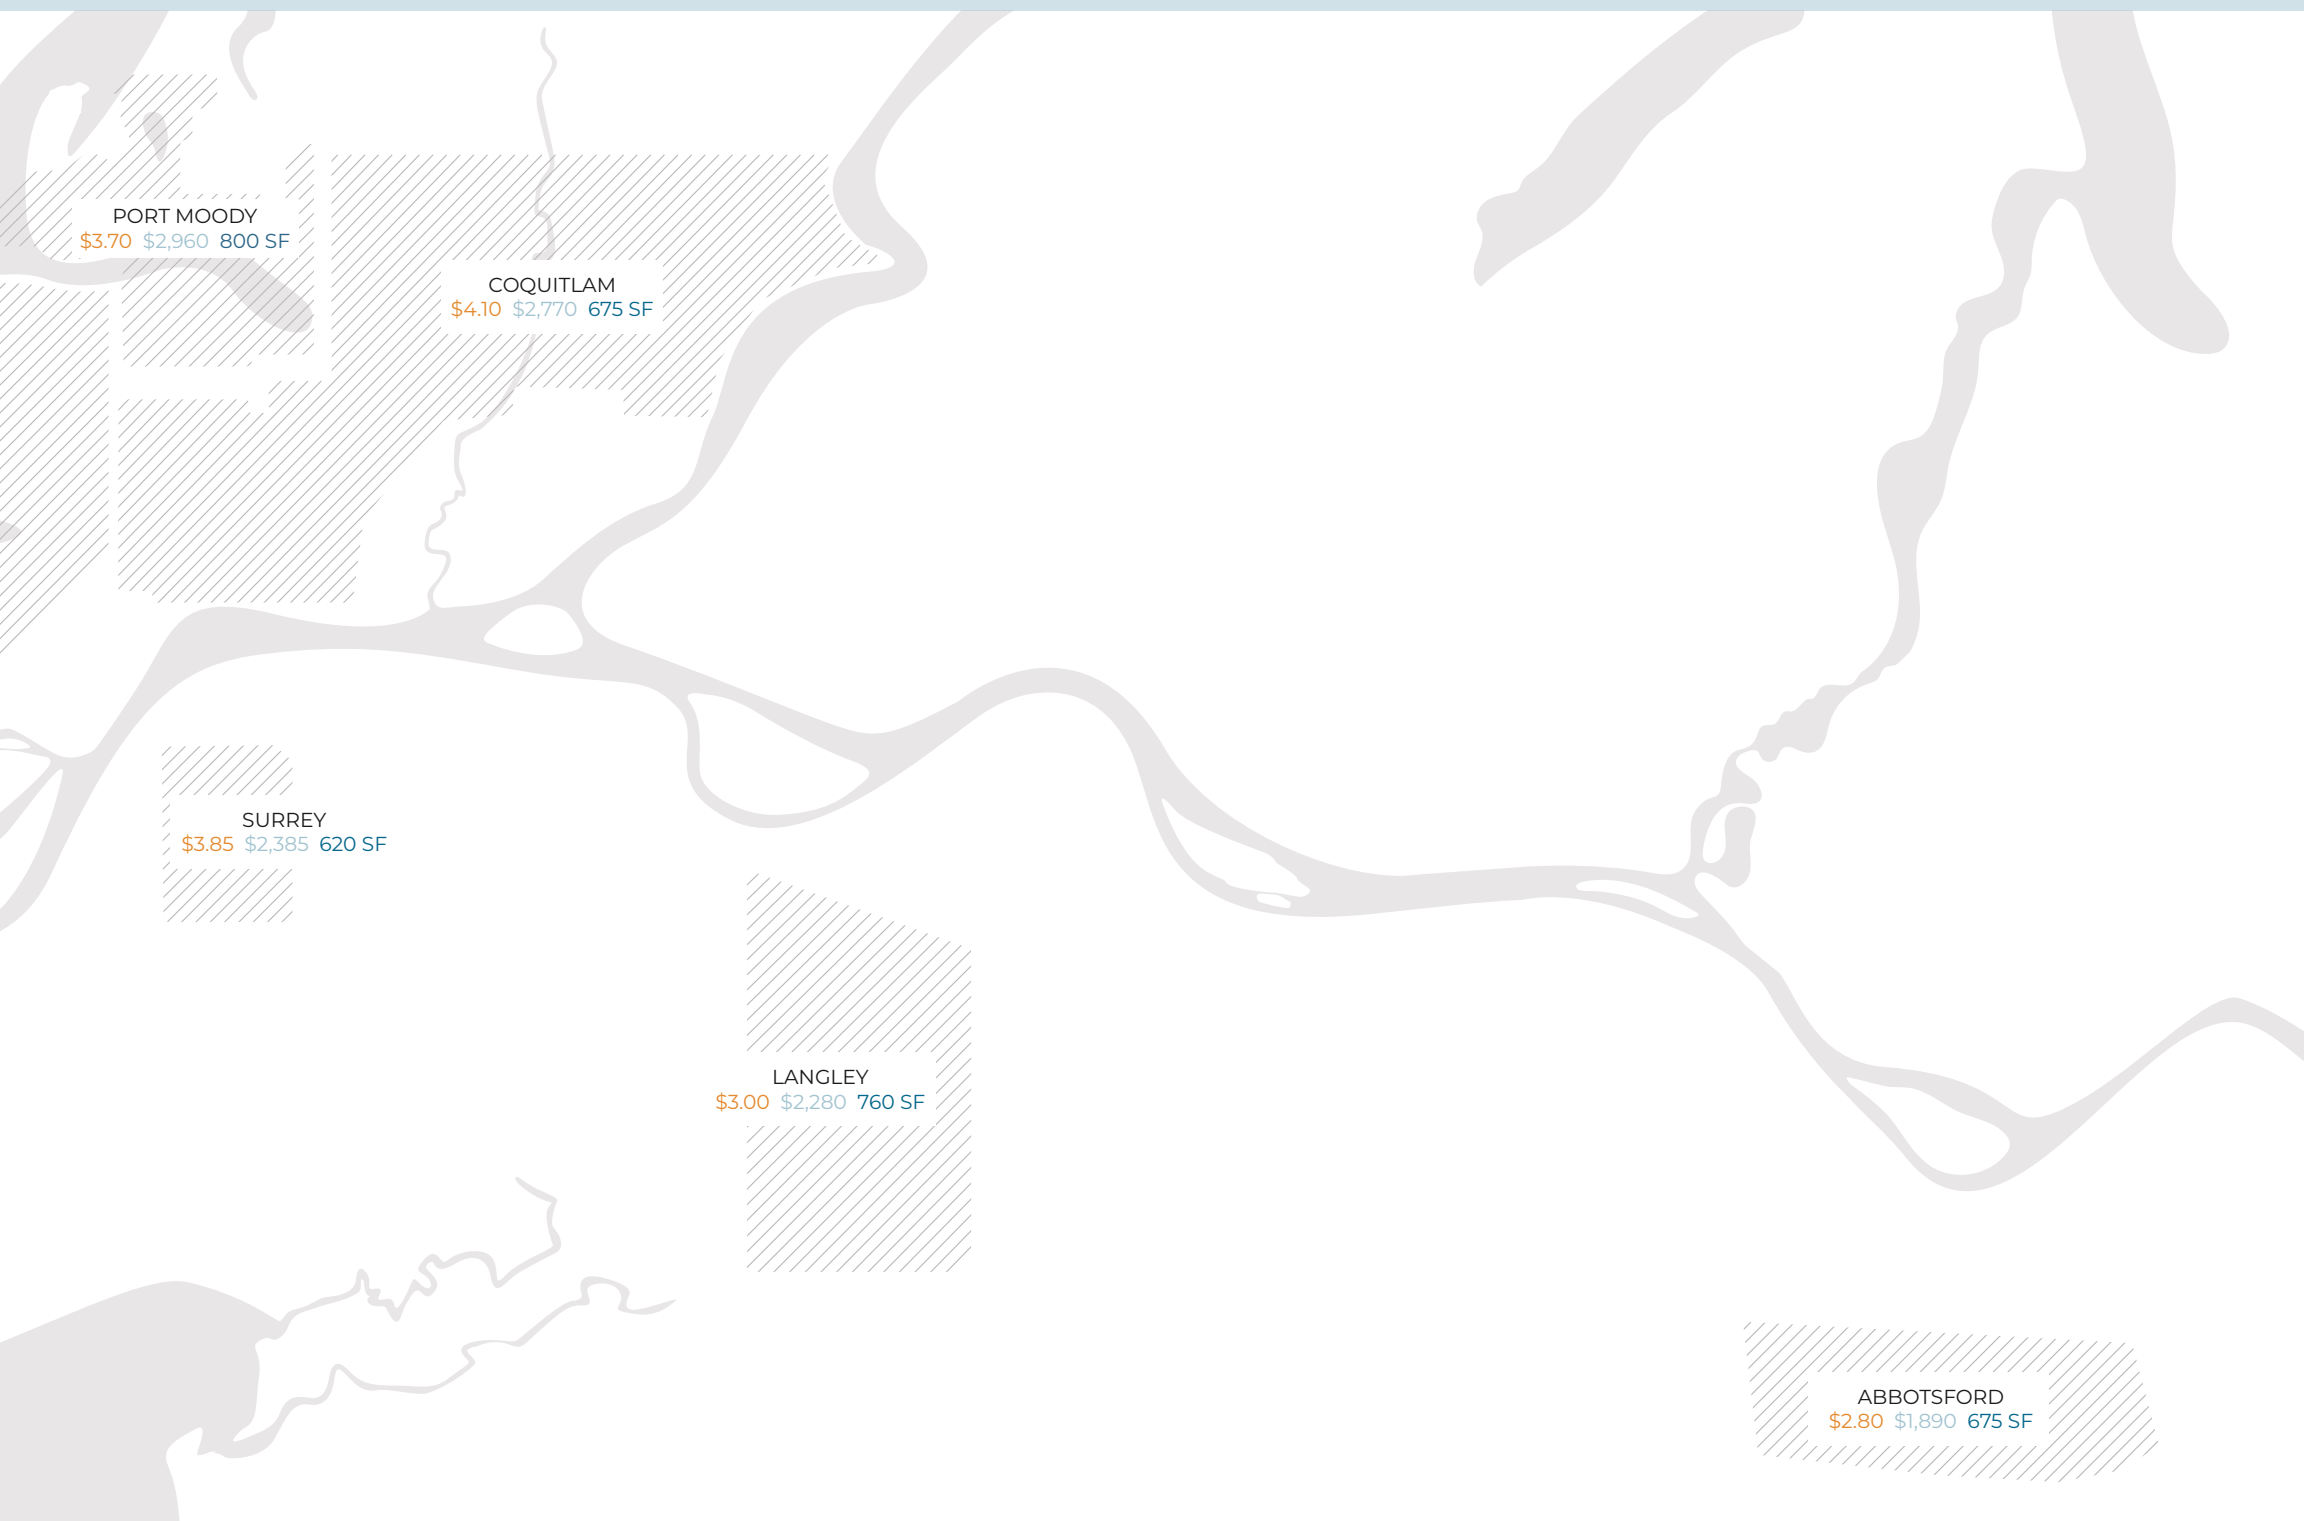 PORT MOODY
$3.70 $2,960 800 SF
COQUITLAM
$4.10 $2,770 675 SF
SURREY
$3.85 $2,385 620 SF
LANGLEY
$3.00 $2,280 760 SF
ABBOTSFORD
$2.80 $1,890 675 SF